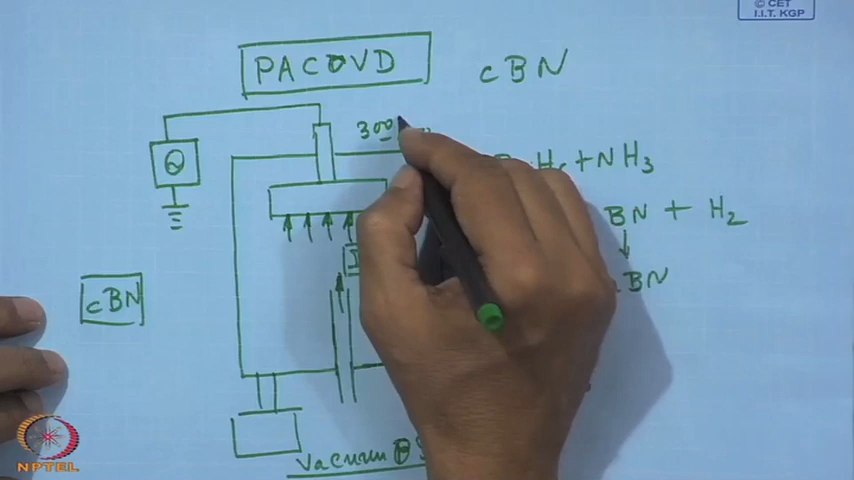 © CET
I.I.T. KGP
PACVD
cBN
300
+ NH3
BN + H2
BN
cBN
Vacuum
NPTEL